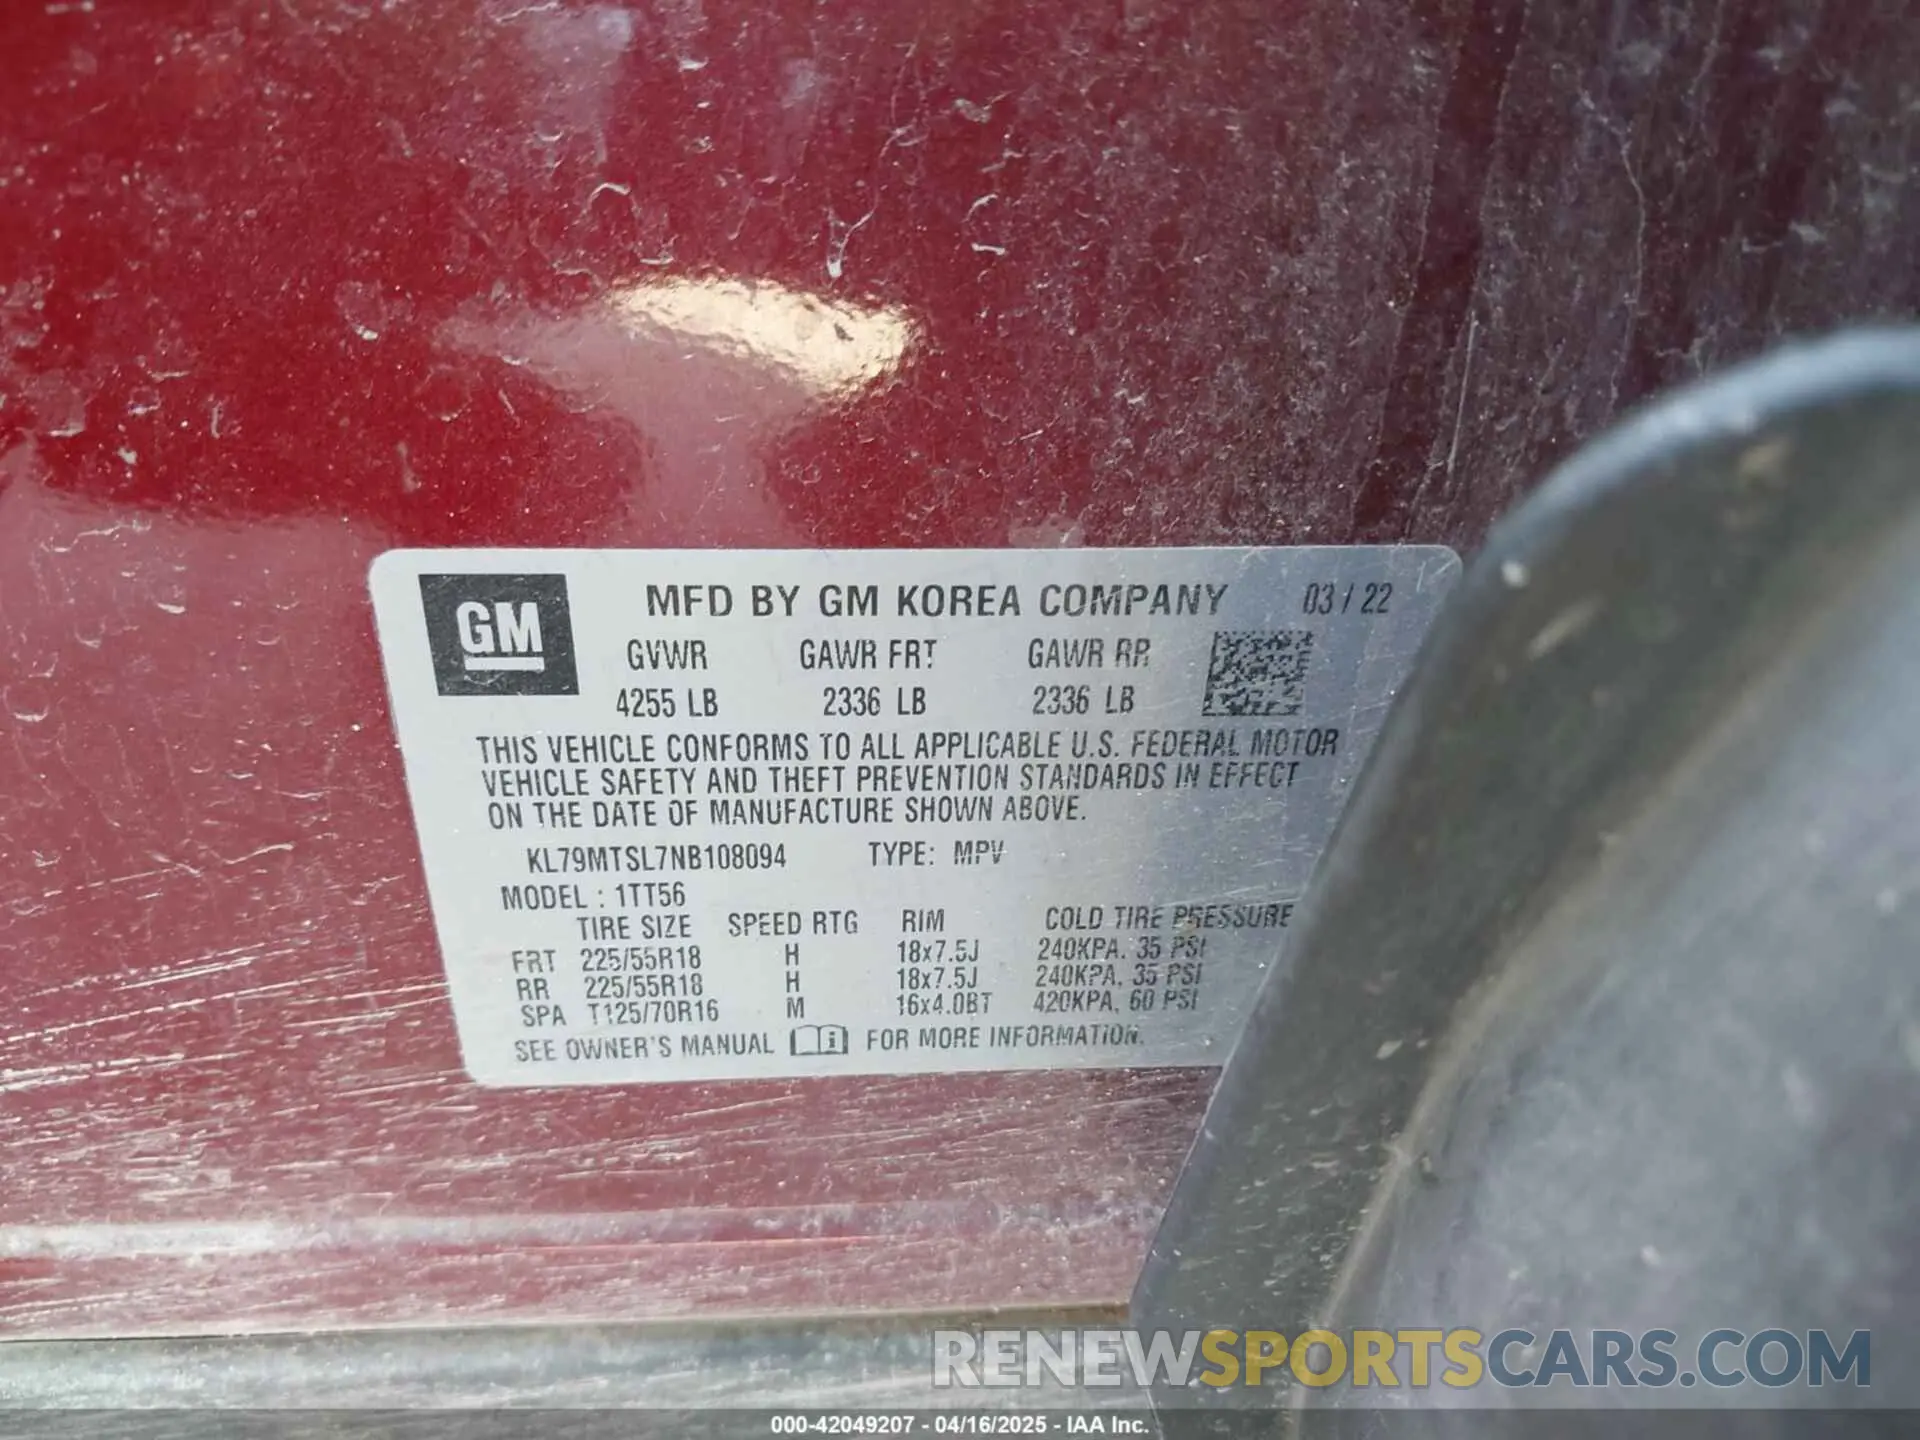 GM
MFD BY GM KOREA COMPANY 03 / 22
GVWR GAWR FRT GAWR RR
4255 LB 2336 LB 2336 LB
THIS VEHICLE CONFORMS TO ALL APPLICABLE U.S. FEDERAL MOTOR
VEHICLE SAFETY AND THEFT PREVENTION STANDARDS IN EFFECT
ON THE DATE OF MANUFACTURE SHOWN ABOVE.
KL79MTSL7NB108094 TYPE: MPV
MODEL : 1TT56
TIRE SIZE SPEED RTG RIM COLD TIRE PRESSURE
FRT 225/55R18 H 18x7.5J 240KPA. 35 PSI
RR 225/55R18 H 18x7.5J 240KPA. 35 PSI
SPA T125/70R16 M 16x4.0BT 420KPA. 60 PSI
SEE OWNER'S MANUAL FOR MORE INFORMATION.
RENEWSPORTSCARS.COM
000-42049207 - 04/16/2025 - IAA Inc.